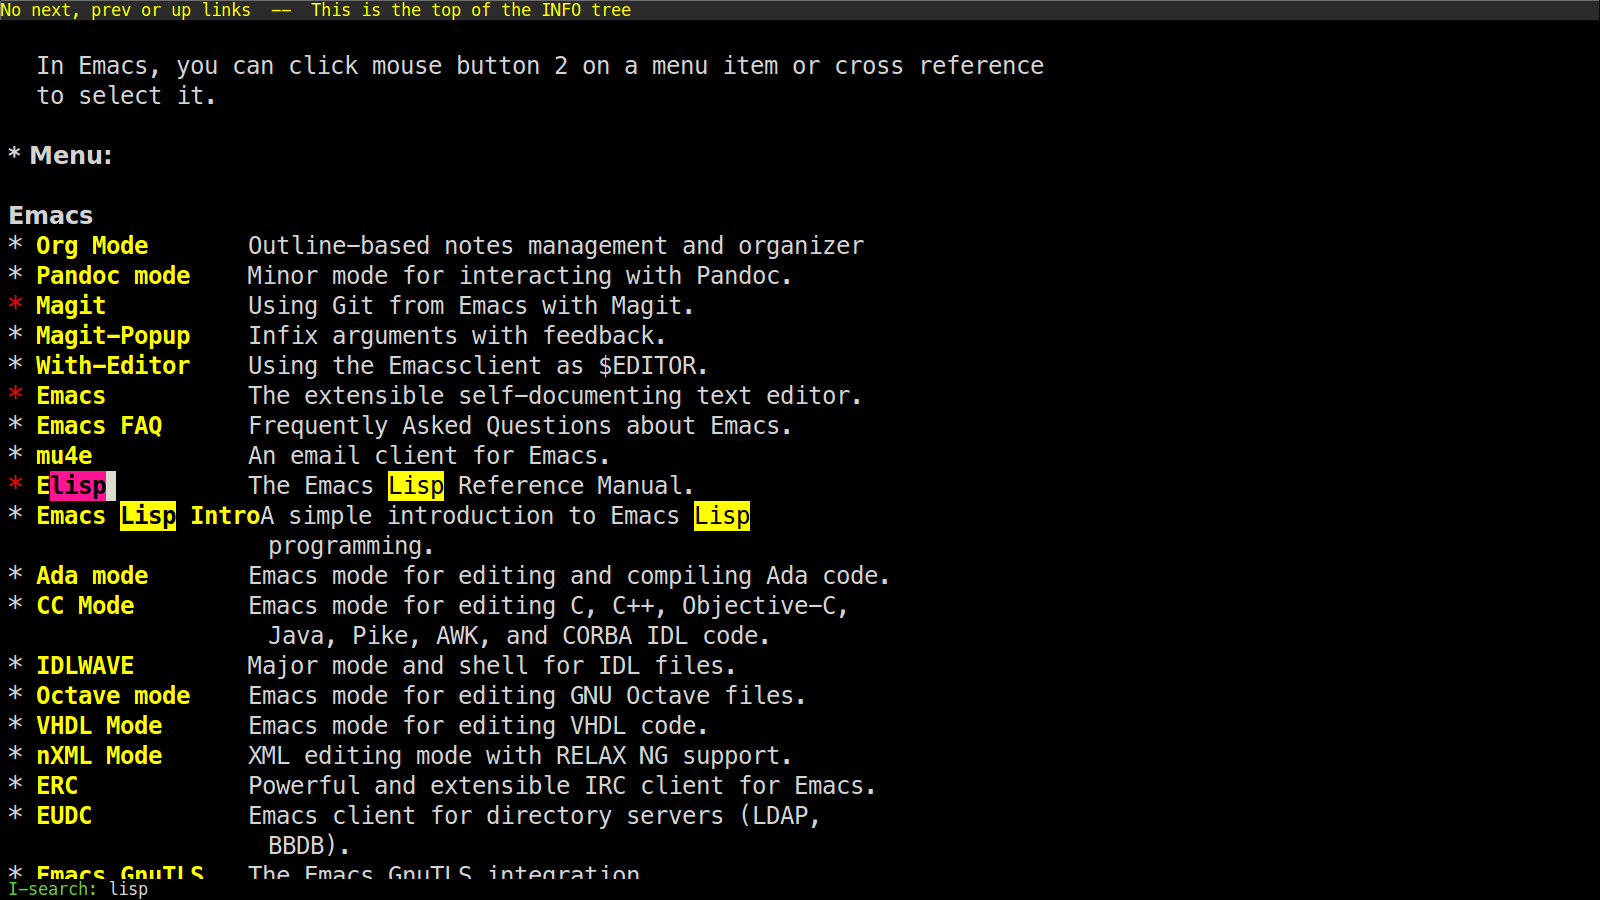 No next, prev or up links  --  This is the top of the INFO tree
In Emacs, you can click mouse button 2 on a menu item or cross reference
to select it.
* Menu:
Emacs
* Org Mode       Outline-based notes management and organizer
* Pandoc mode    Minor mode for interacting with Pandoc.
* Magit          Using Git from Emacs with Magit.
* Magit-Popup    Infix arguments with feedback.
* With-Editor    Using the Emacsclient as $EDITOR.
* Emacs          The extensible self-documenting text editor.
* Emacs FAQ      Frequently Asked Questions about Emacs.
* mu4e           An email client for Emacs.
* Elisp          The Emacs Lisp Reference Manual.
* Emacs Lisp IntroA simple introduction to Emacs Lisp
programming.
* Ada mode       Emacs mode for editing and compiling Ada code.
* CC Mode        Emacs mode for editing C, C++, Objective-C,
Java, Pike, AWK, and CORBA IDL code.
* IDLWAVE        Major mode and shell for IDL files.
* Octave mode    Emacs mode for editing GNU Octave files.
* VHDL Mode      Emacs mode for editing VHDL code.
* nXML Mode      XML editing mode with RELAX NG support.
* ERC            Powerful and extensible IRC client for Emacs.
* EUDC           Emacs client for directory servers (LDAP,
BBDB).
* Emacs GnuTLS   The Emacs GnuTLS integration
I-search: lisp